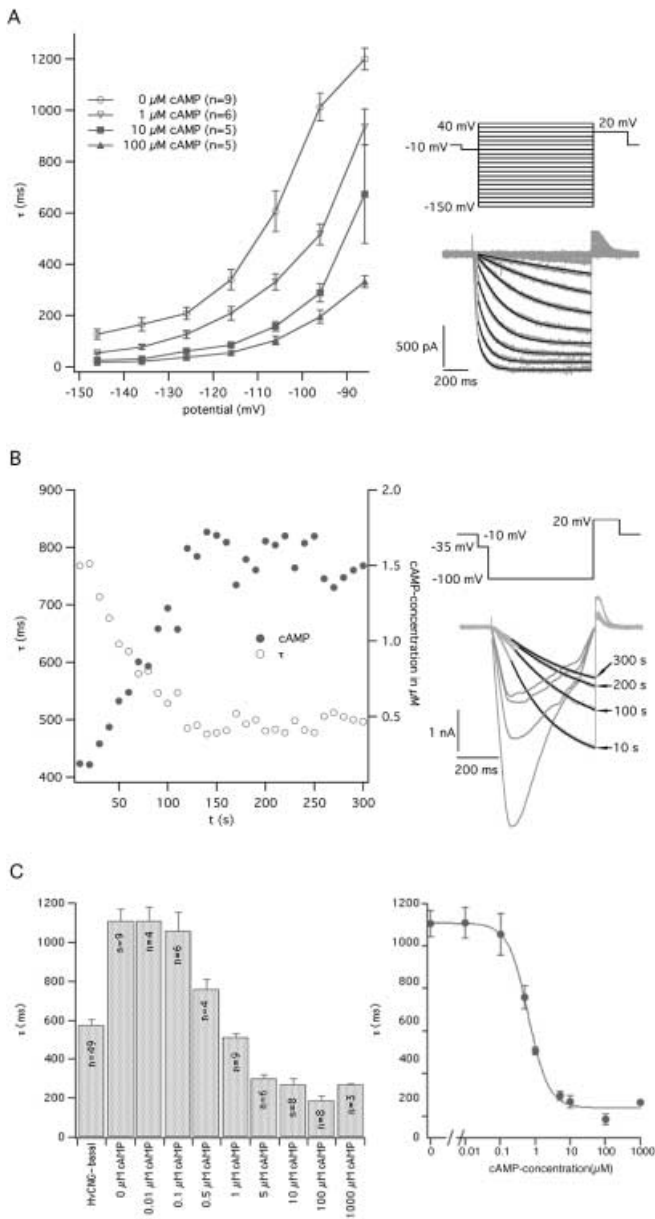 A
1200
1000
800
600
400
200
0
τ (ms)
0 µM cAMP (n=9)
1 µM cAMP (n=6)
10 µM cAMP (n=5)
100 µM cAMP (n=5)
-150 -140 -130 -120 -110 -100 -90
potential (mV)
40 mV
20 mV
-10 mV
-150 mV
500 pA
200 ms
B
900
800
700
600
500
400
τ (ms)
2.0
1.5
1.0
0.5
cAMP-concentration in µM
cAMP
τ
50 100 150 200 250 300
t (s)
20 mV
-10 mV
-35 mV
-100 mV
300 s
200 s
100 s
10 s
1 nA
200 ms
C
1200
1000
800
600
400
200
0
τ (ms)
n=49
n=9
n=4
n=6
n=4
n=9
n=6
n=8
n=8
n=3
HvCNG-basal
0 µM cAMP
0.01 µM cAMP
0.1 µM cAMP
0.5 µM cAMP
1 µM cAMP
5 µM cAMP
10 µM cAMP
100 µM cAMP
1000 µM cAMP
1200
1000
800
600
400
200
0
τ (ms)
0 0.01 0.1 1 10 100 1000
cAMP-concentration(µM)